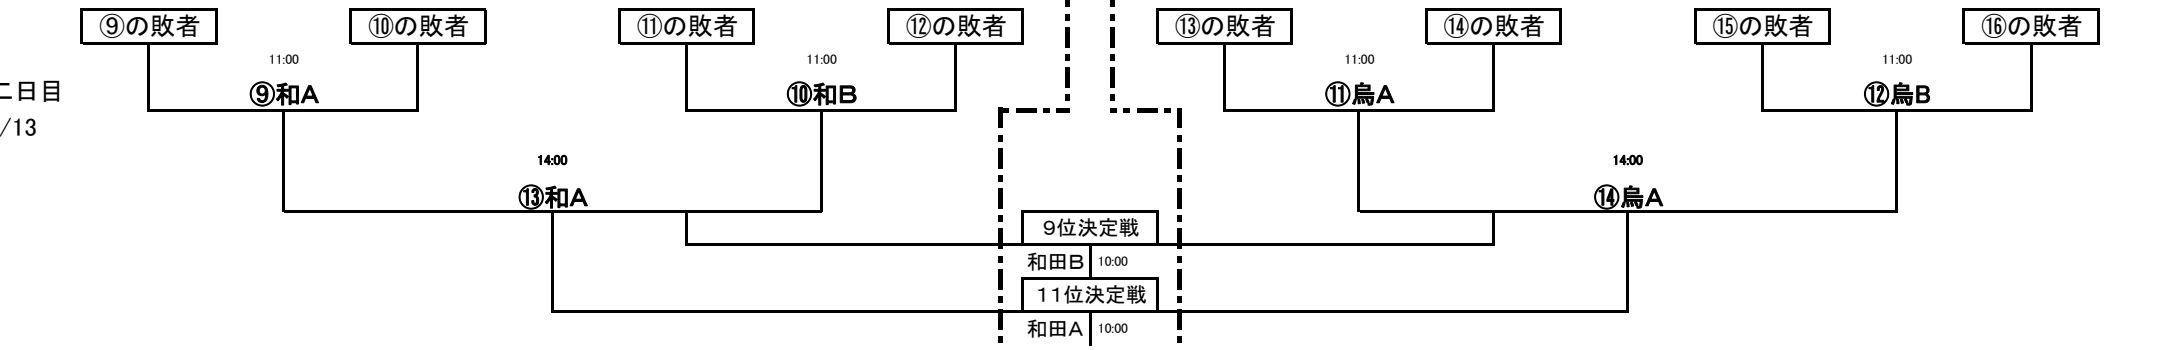 ⑨の敗者 ⑩の敗者 ⑪の敗者 ⑫の敗者 ⑬の敗者 ⑭の敗者 ⑮の敗者 ⑯の敗者
11:00 11:00 11:00 11:00
二日目 ⑨和A ⑩和B ⑪烏A ⑫烏B
/13
14:00 14:00
⑬和A ⑭烏A
9位決定戦
和田B 10:00
11位決定戦
和田A 10:00